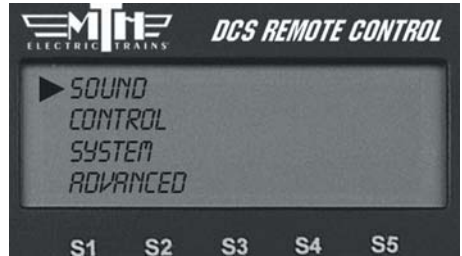 MTH DCS REMOTE CONTROL
ELECTRIC TRAINS
SOUND
CONTROL
SYSTEM
ADVANCED
S1 S2 S3 S4 S5